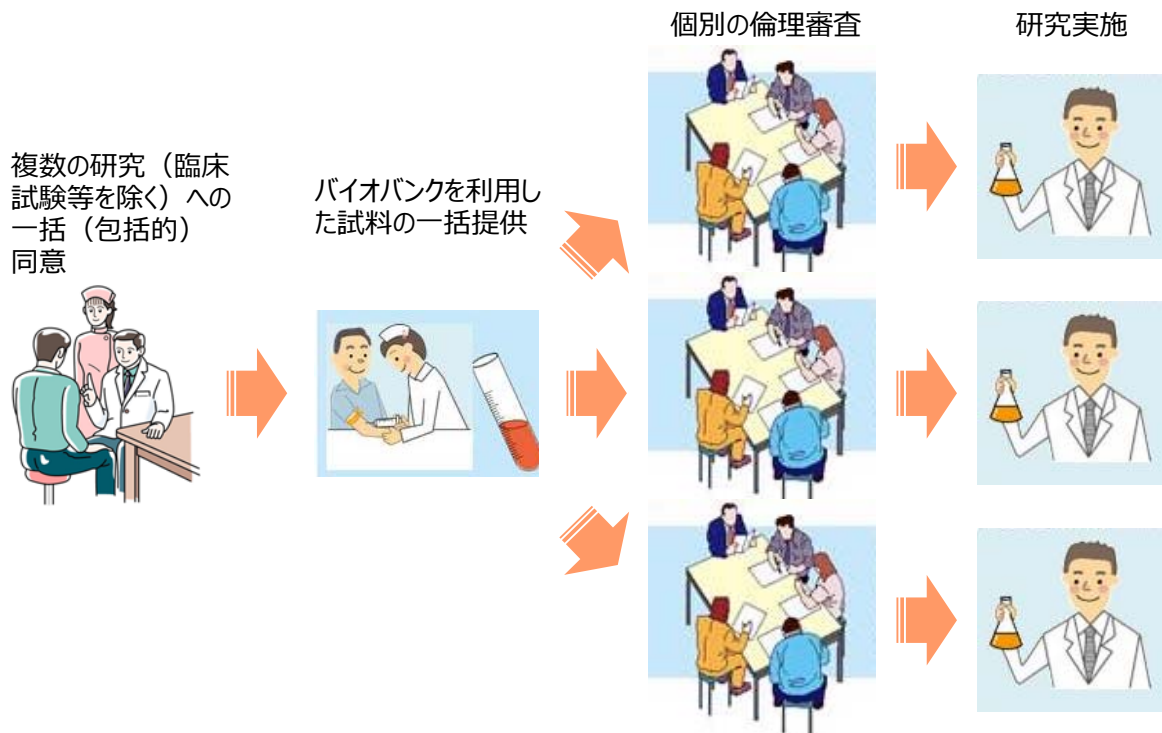 個別の倫理審査
研究実施
複数の研究（臨床
試験等を除く）への
一括（包括的）
同意
バイオバンクを利用し
た試料の一括提供